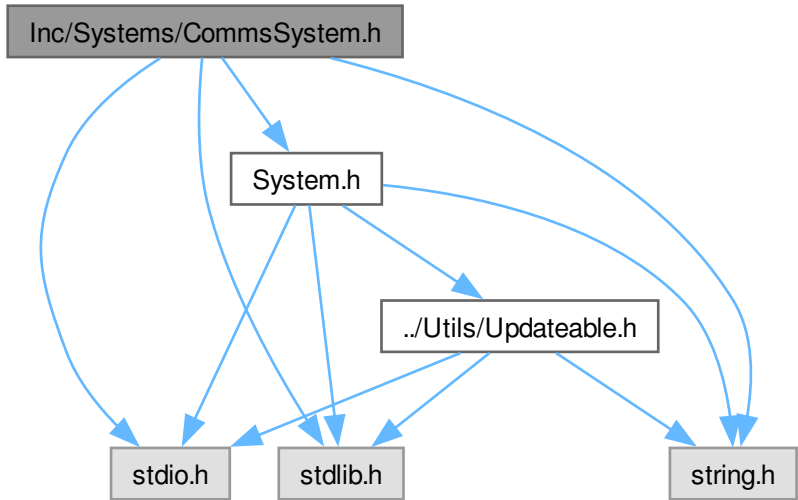 Inc/Systems/CommsSystem.h
System.h
../Utils/Updateable.h
stdio.h
stdlib.h
string.h